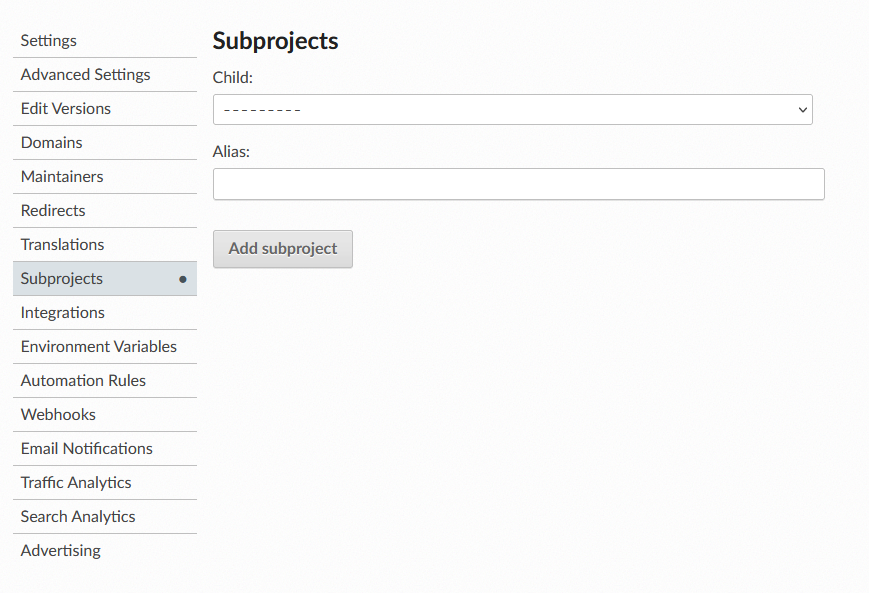 Settings
Advanced Settings
Edit Versions
Domains
Maintainers
Redirects
Translations
Subprojects
Integrations
Environment Variables
Automation Rules
Webhooks
Email Notifications
Traffic Analytics
Search Analytics
Advertising
Subprojects
Child:
---------
Alias:
Add subproject